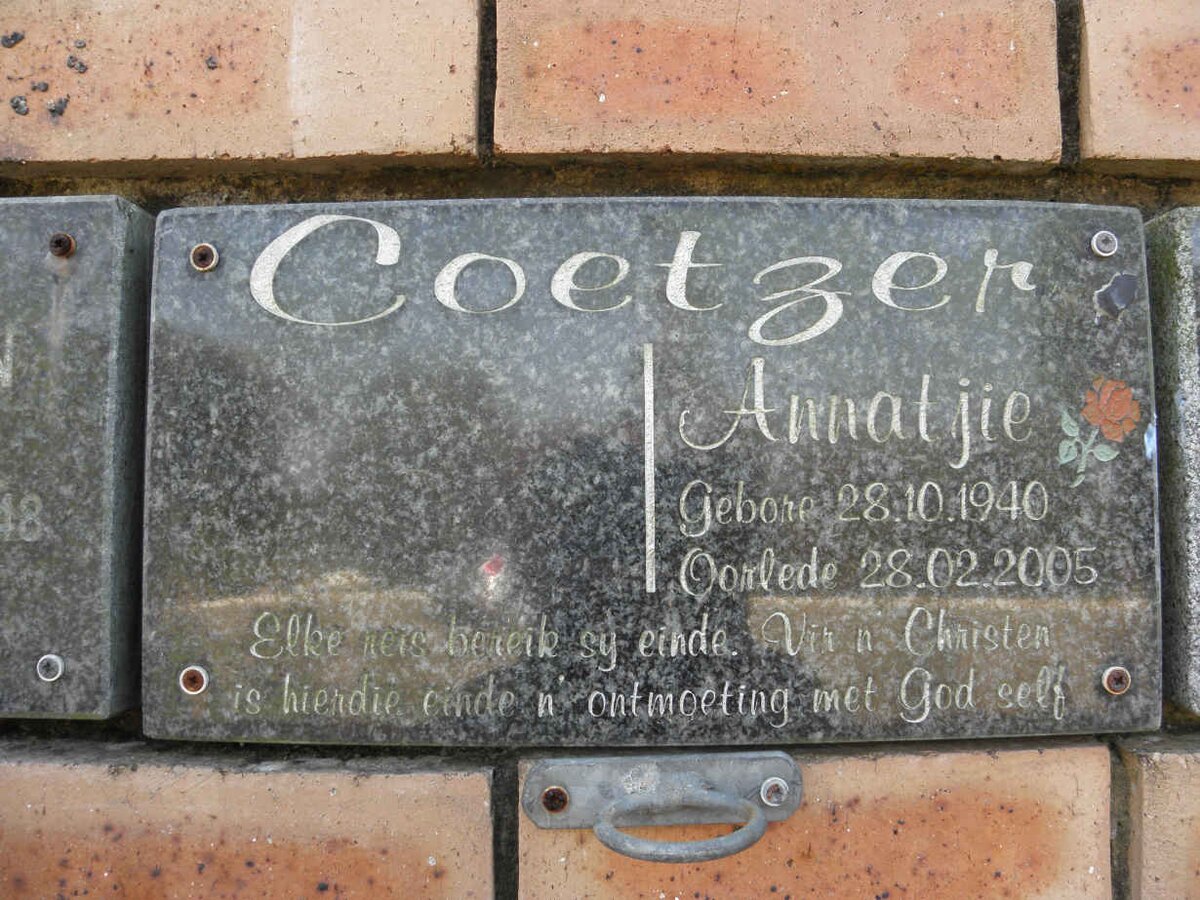 Coetzer
Annatjie
Gebore 28.10.1940
Oorlede 28.02.2005
Elke reis bereik sy einde. Vir n' Christen
is hierdie einde n' ontmoeting met God self
48